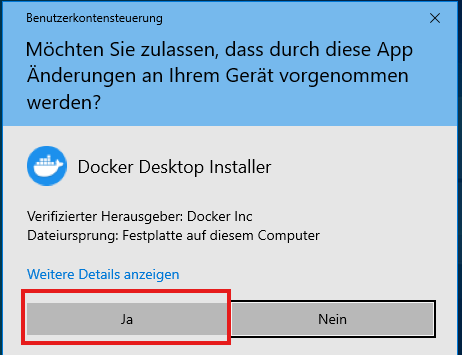 Benutzerkontensteuerung
Möchten Sie zulassen, dass durch diese App
Änderungen an Ihrem Gerät vorgenommen
werden?
Docker Desktop Installer
Verifizierter Herausgeber: Docker Inc
Dateiursprung: Festplatte auf diesem Computer
Weitere Details anzeigen
Ja
Nein